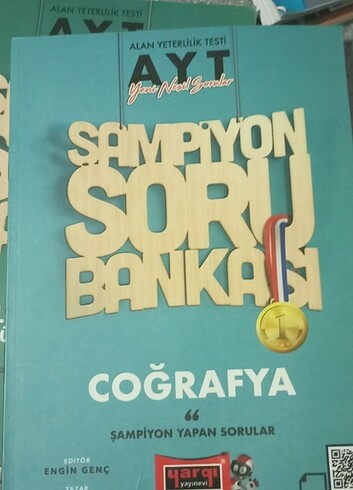 ALAN YETERLİLİK TESTİ
ALAN YETERLİLİK TESTİ
AYT
AYT
Yeni Nesil Sorular
ŞAMPİYON
SORU
BANKASI
1
COĞRAFYA
“
ŞAMPİYON YAPAN SORULAR
EDİTÖR
ENGİN GENÇ
YAZAR
yargı
yayınevi